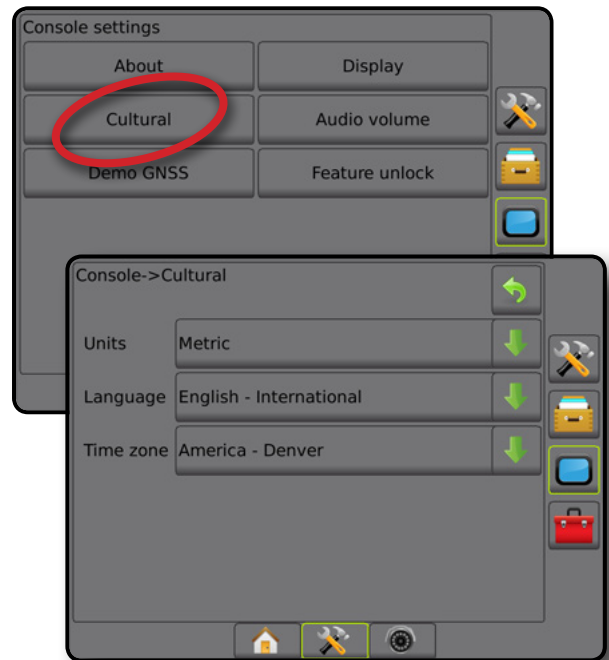 Console settings
About
Display
Cultural
Audio volume
Demo GNSS
Feature unlock
Console->Cultural
Units
Metric
Language
English - International
Time zone
America - Denver